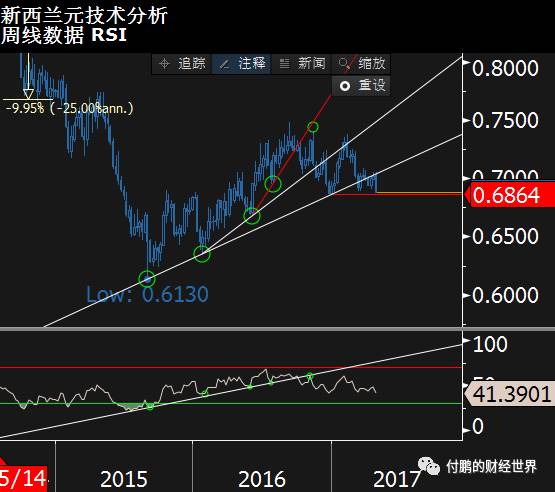 新西兰元技术分析
周线数据 RSI
追踪 注释 新闻 缩放
重设
-9.95% (-25.00%ann.)
0.8000
0.7500
0.7000
0.6864
0.6500
0.6000
Low: 0.6130
100
50
41.3901
0
5/14
2015 2016 2017
付鹏的财经世界